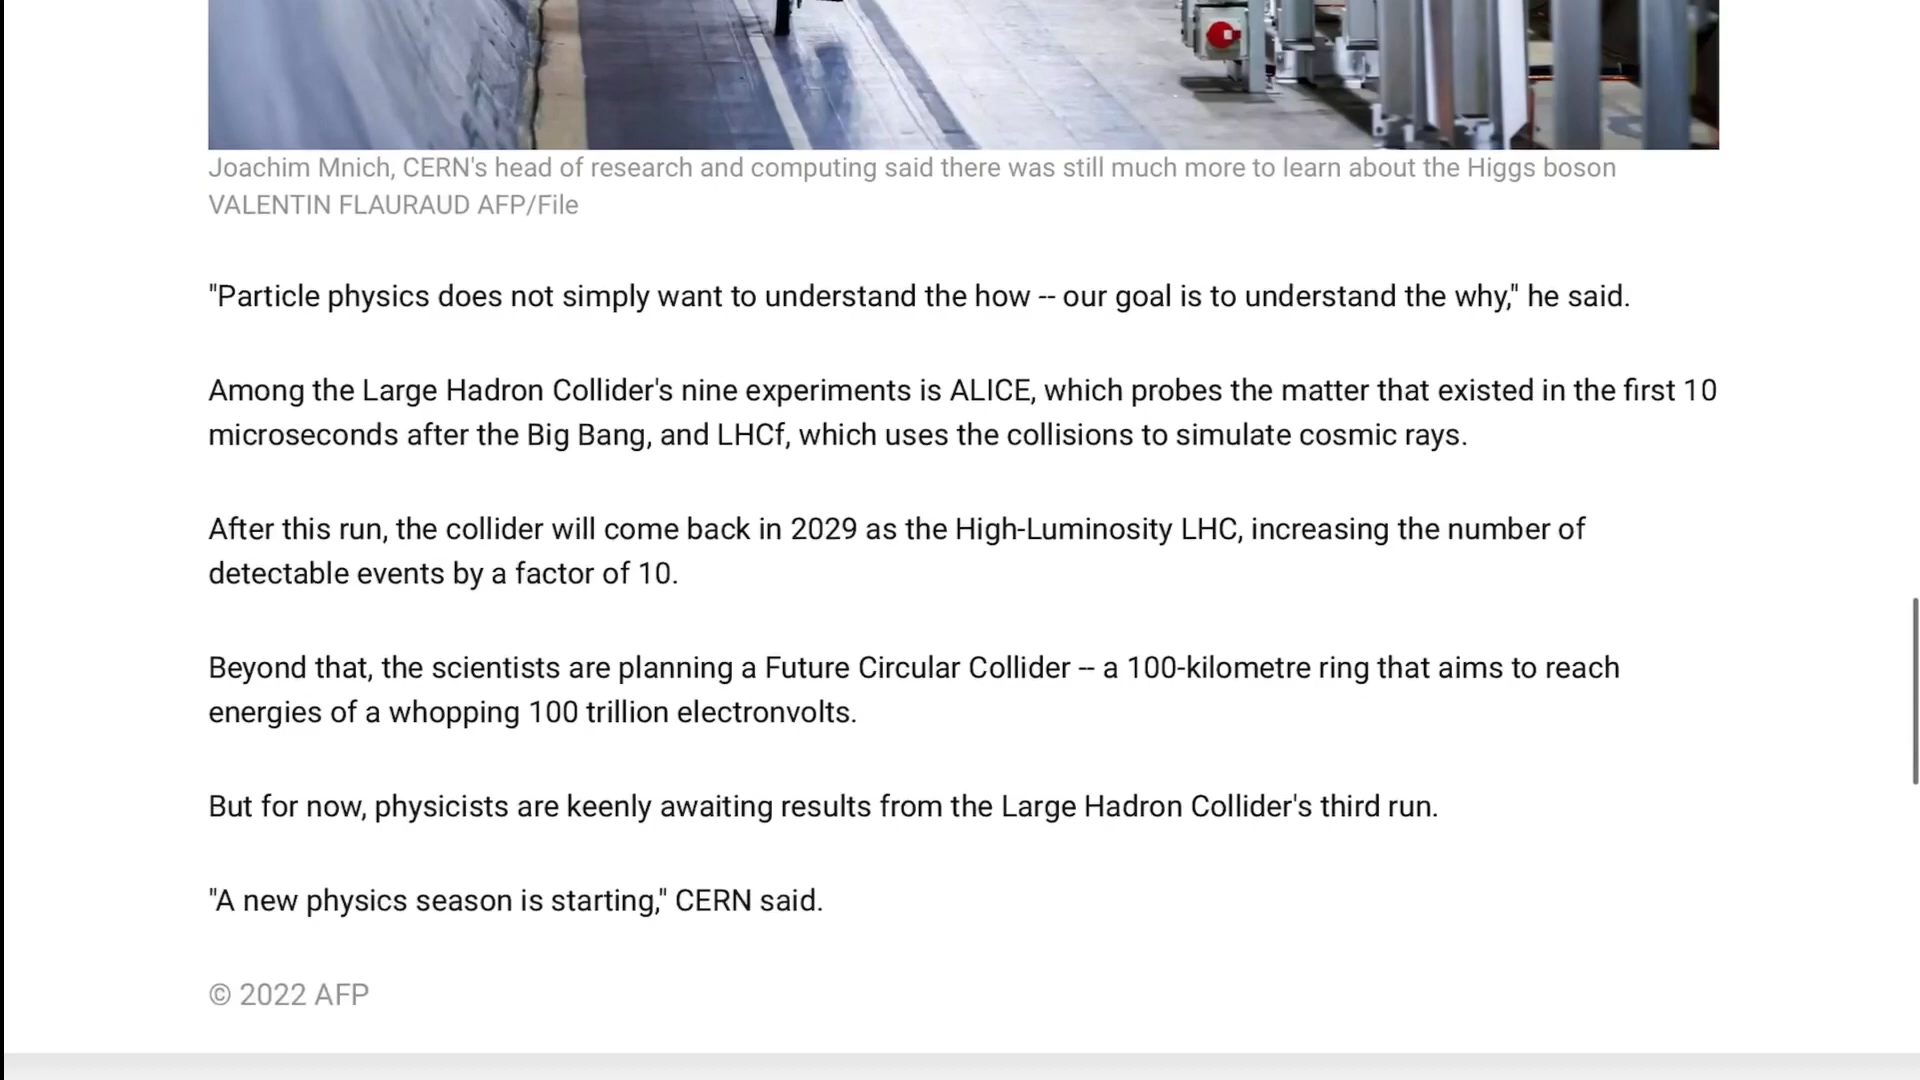 Joachim Mnich, CERN's head of research and computing said there was still much more to learn about the Higgs boson
VALENTIN FLAURAUD AFP/File
"Particle physics does not simply want to understand the how -- our goal is to understand the why," he said.
Among the Large Hadron Collider's nine experiments is ALICE, which probes the matter that existed in the first 10
microseconds after the Big Bang, and LHCf, which uses the collisions to simulate cosmic rays.
After this run, the collider will come back in 2029 as the High-Luminosity LHC, increasing the number of
detectable events by a factor of 10.
Beyond that, the scientists are planning a Future Circular Collider -- a 100-kilometre ring that aims to reach
energies of a whopping 100 trillion electronvolts.
But for now, physicists are keenly awaiting results from the Large Hadron Collider's third run.
"A new physics season is starting," CERN said.
© 2022 AFP